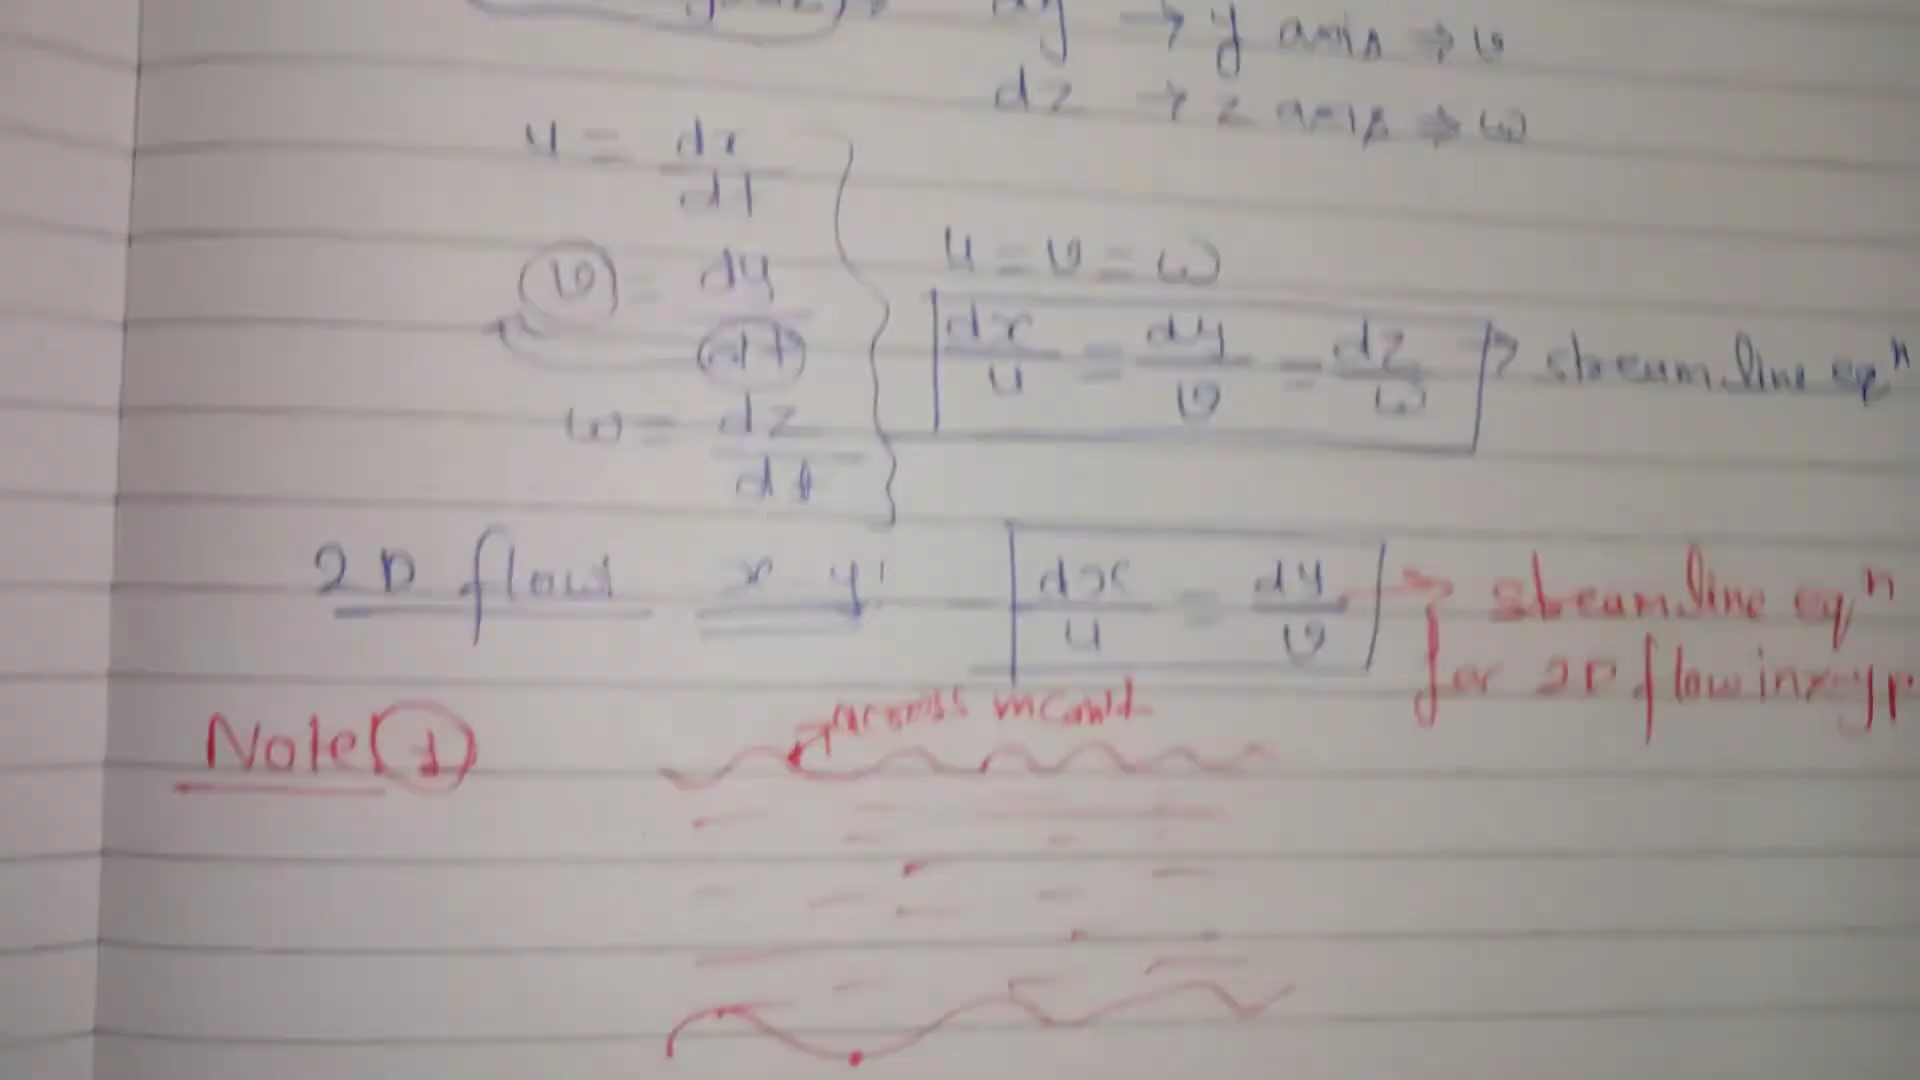 dy → y axis ⇒ v
dz → z axis ⇒ w
u = dx/dt
v = dy/dt
w = dz/dt
u = v = w
dx/u = dy/v = dz/w → streamline eqⁿ
2D flow x y dx/u = dy/v → streamline eqⁿ
for 2D flow in x-y p
Note (1)
across